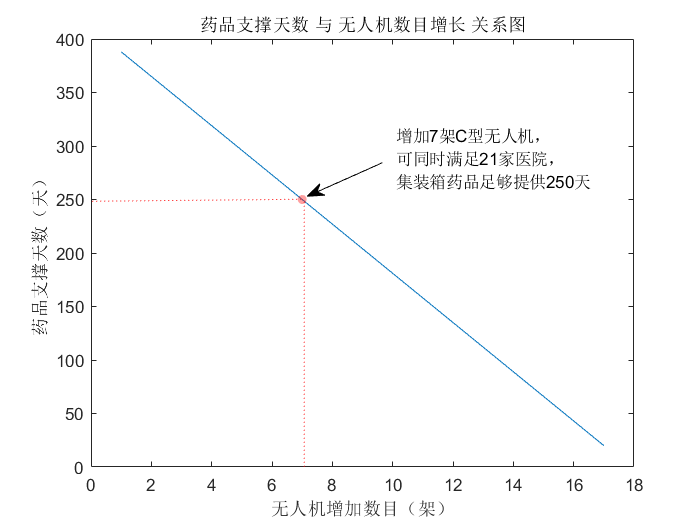 药品支撑天数 与 无人机数目增长 关系图
400
350
300
250
200
150
100
50
0
药品支撑天数（天）
增加7架C型无人机，
可同时满足21家医院，
集装箱药品足够提供250天
0 2 4 6 8 10 12 14 16 18
无人机增加数目（架）